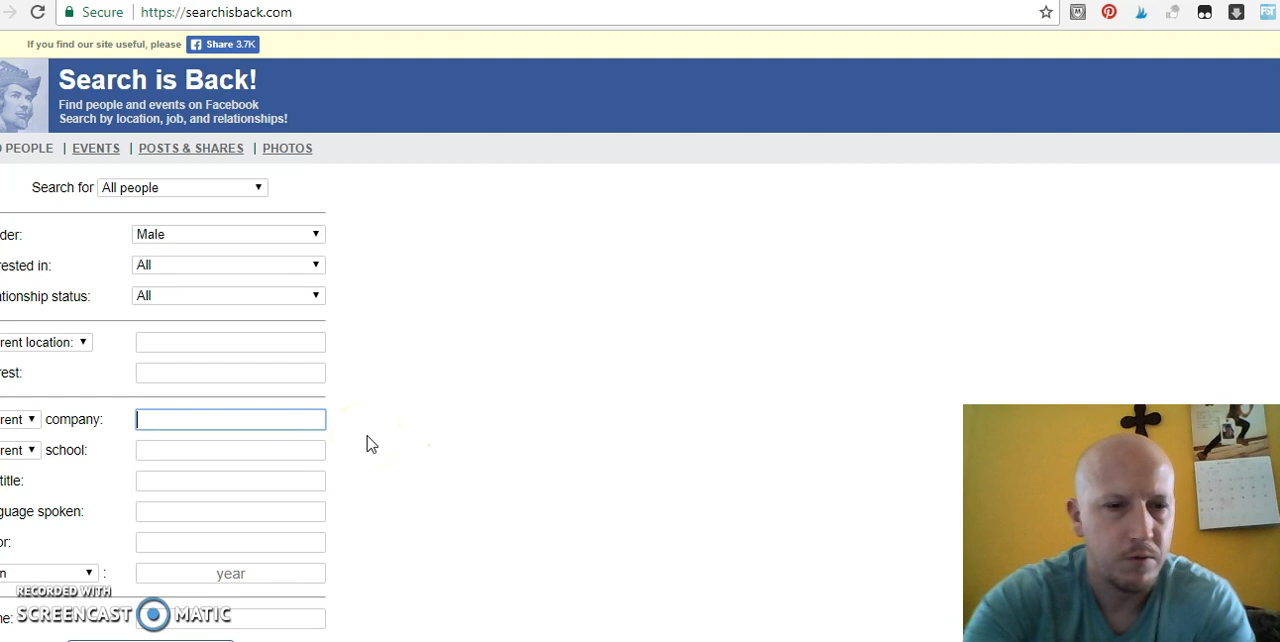 Secure https://searchisback.com
If you find our site useful, please Share 3.7K
Search is Back!
Find people and events on Facebook
Search by location, job, and relationships!
PEOPLE | EVENTS | POSTS & SHARES | PHOTOS
Search for All people
der: Male
rested in: All
ationship status: All
rent location:
rest:
rent company:
rent school:
title:
guage spoken:
or:
n : year
RECORDED WITH
me: SCREENCAST MATIC